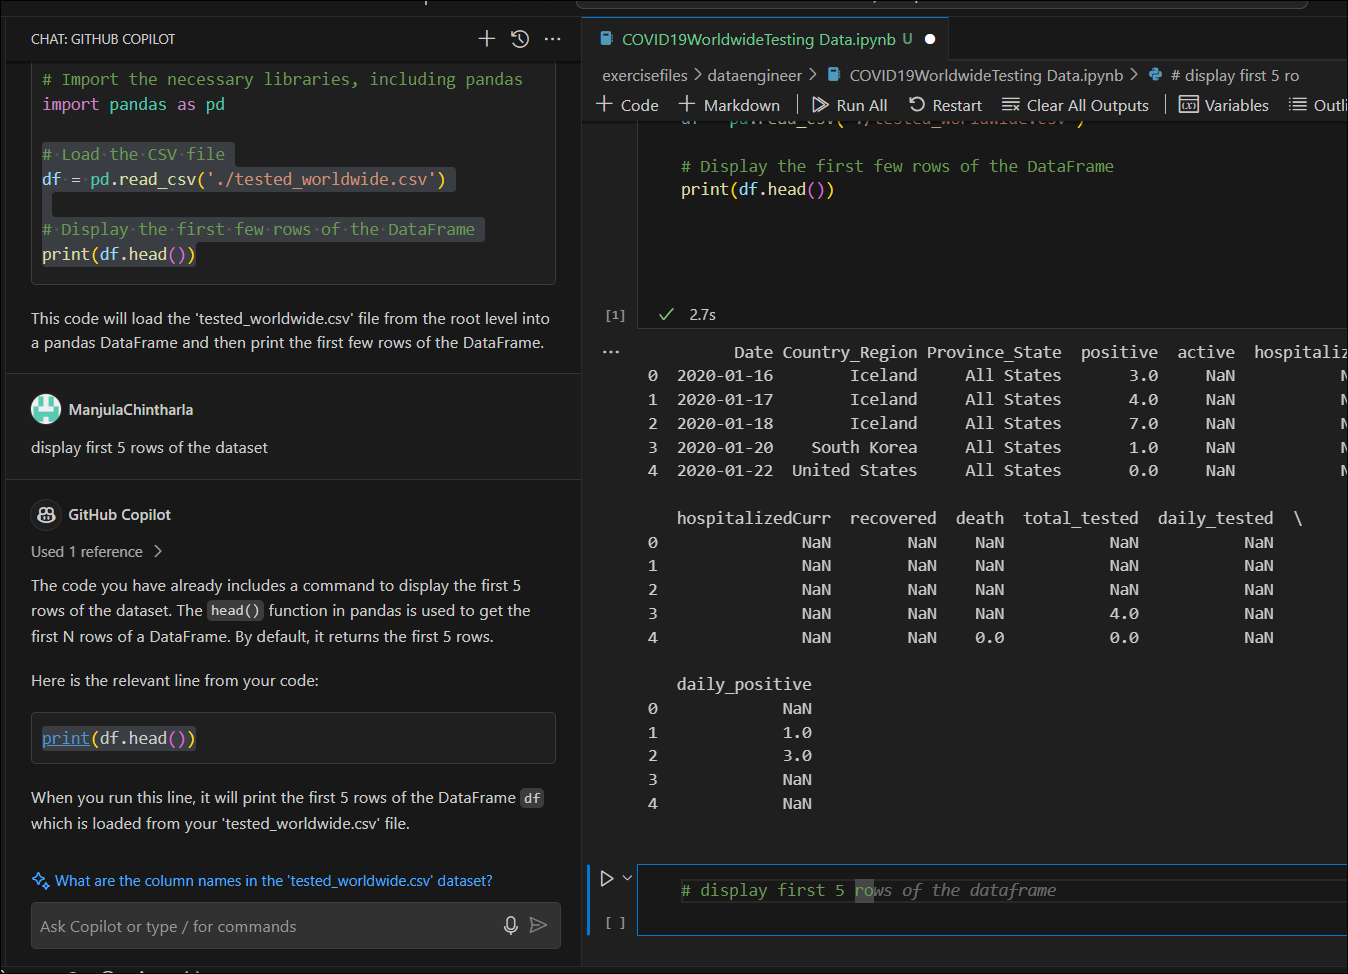 CHAT: GITHUB COPILOT
# Import the necessary libraries, including pandas
import pandas as pd
# Load the CSV file
df = pd.read_csv('./tested_worldwide.csv')
# Display the first few rows of the DataFrame
print(df.head())
This code will load the 'tested_worldwide.csv' file from the root level into
a pandas DataFrame and then print the first few rows of the DataFrame.
ManjulaChintharla
display first 5 rows of the dataset
GitHub Copilot
Used 1 reference
The code you have already includes a command to display the first 5
rows of the dataset. The head() function in pandas is used to get the
first N rows of a DataFrame. By default, it returns the first 5 rows.
Here is the relevant line from your code:
print(df.head())
When you run this line, it will print the first 5 rows of the DataFrame df
which is loaded from your 'tested_worldwide.csv' file.
What are the column names in the 'tested_worldwide.csv' dataset?
Ask Copilot or type / for commands
COVID19WorldwideTesting Data.ipynb U
exercisefiles > dataengineer > COVID19WorldwideTesting Data.ipynb > # display first 5 ro
+ Code + Markdown | Run All Restart Clear All Outputs | Variables Outli
df = pd.read_csv('./tested_worldwide.csv')
# Display the first few rows of the DataFrame
print(df.head())
[1] ✓ 2.7s
... Date Country_Region Province_State positive active hospitaliz
0 2020-01-16 Iceland All States 3.0 NaN N
1 2020-01-17 Iceland All States 4.0 NaN N
2 2020-01-18 Iceland All States 7.0 NaN N
3 2020-01-20 South Korea All States 1.0 NaN N
4 2020-01-22 United States All States 0.0 NaN N
hospitalizedCurr recovered death total_tested daily_tested \
0 NaN NaN NaN NaN NaN
1 NaN NaN NaN NaN NaN
2 NaN NaN NaN NaN NaN
3 NaN NaN NaN 4.0 NaN
4 NaN NaN 0.0 0.0 NaN
daily_positive
0 NaN
1 1.0
2 3.0
3 NaN
4 NaN
# display first 5 rows of the dataframe
[ ]